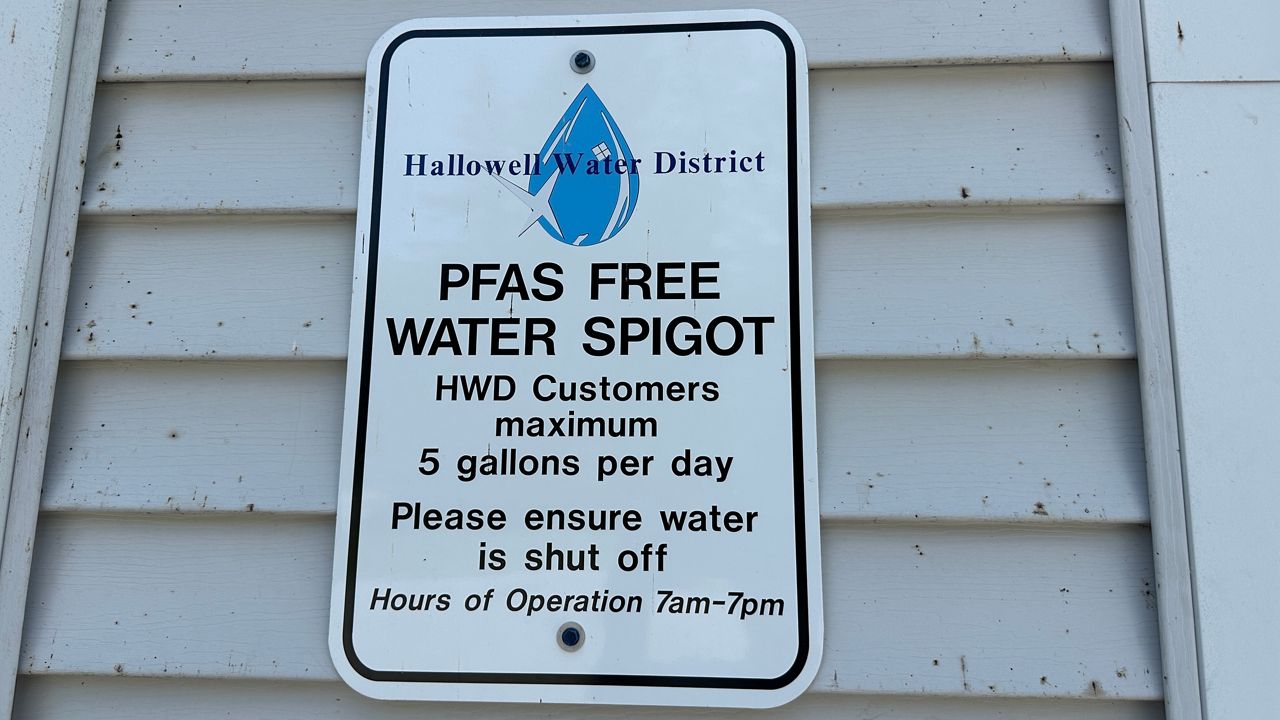 Hallowell Water District
PFAS FREE
WATER SPIGOT
HWD Customers
maximum
5 gallons per day
Please ensure water
is shut off
Hours of Operation 7am-7pm